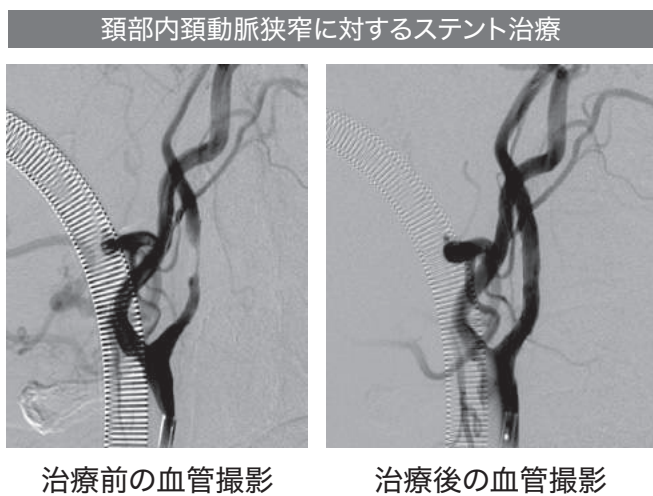 頚部内頚動脈狭窄に対するステント治療
治療前の血管撮影
治療後の血管撮影